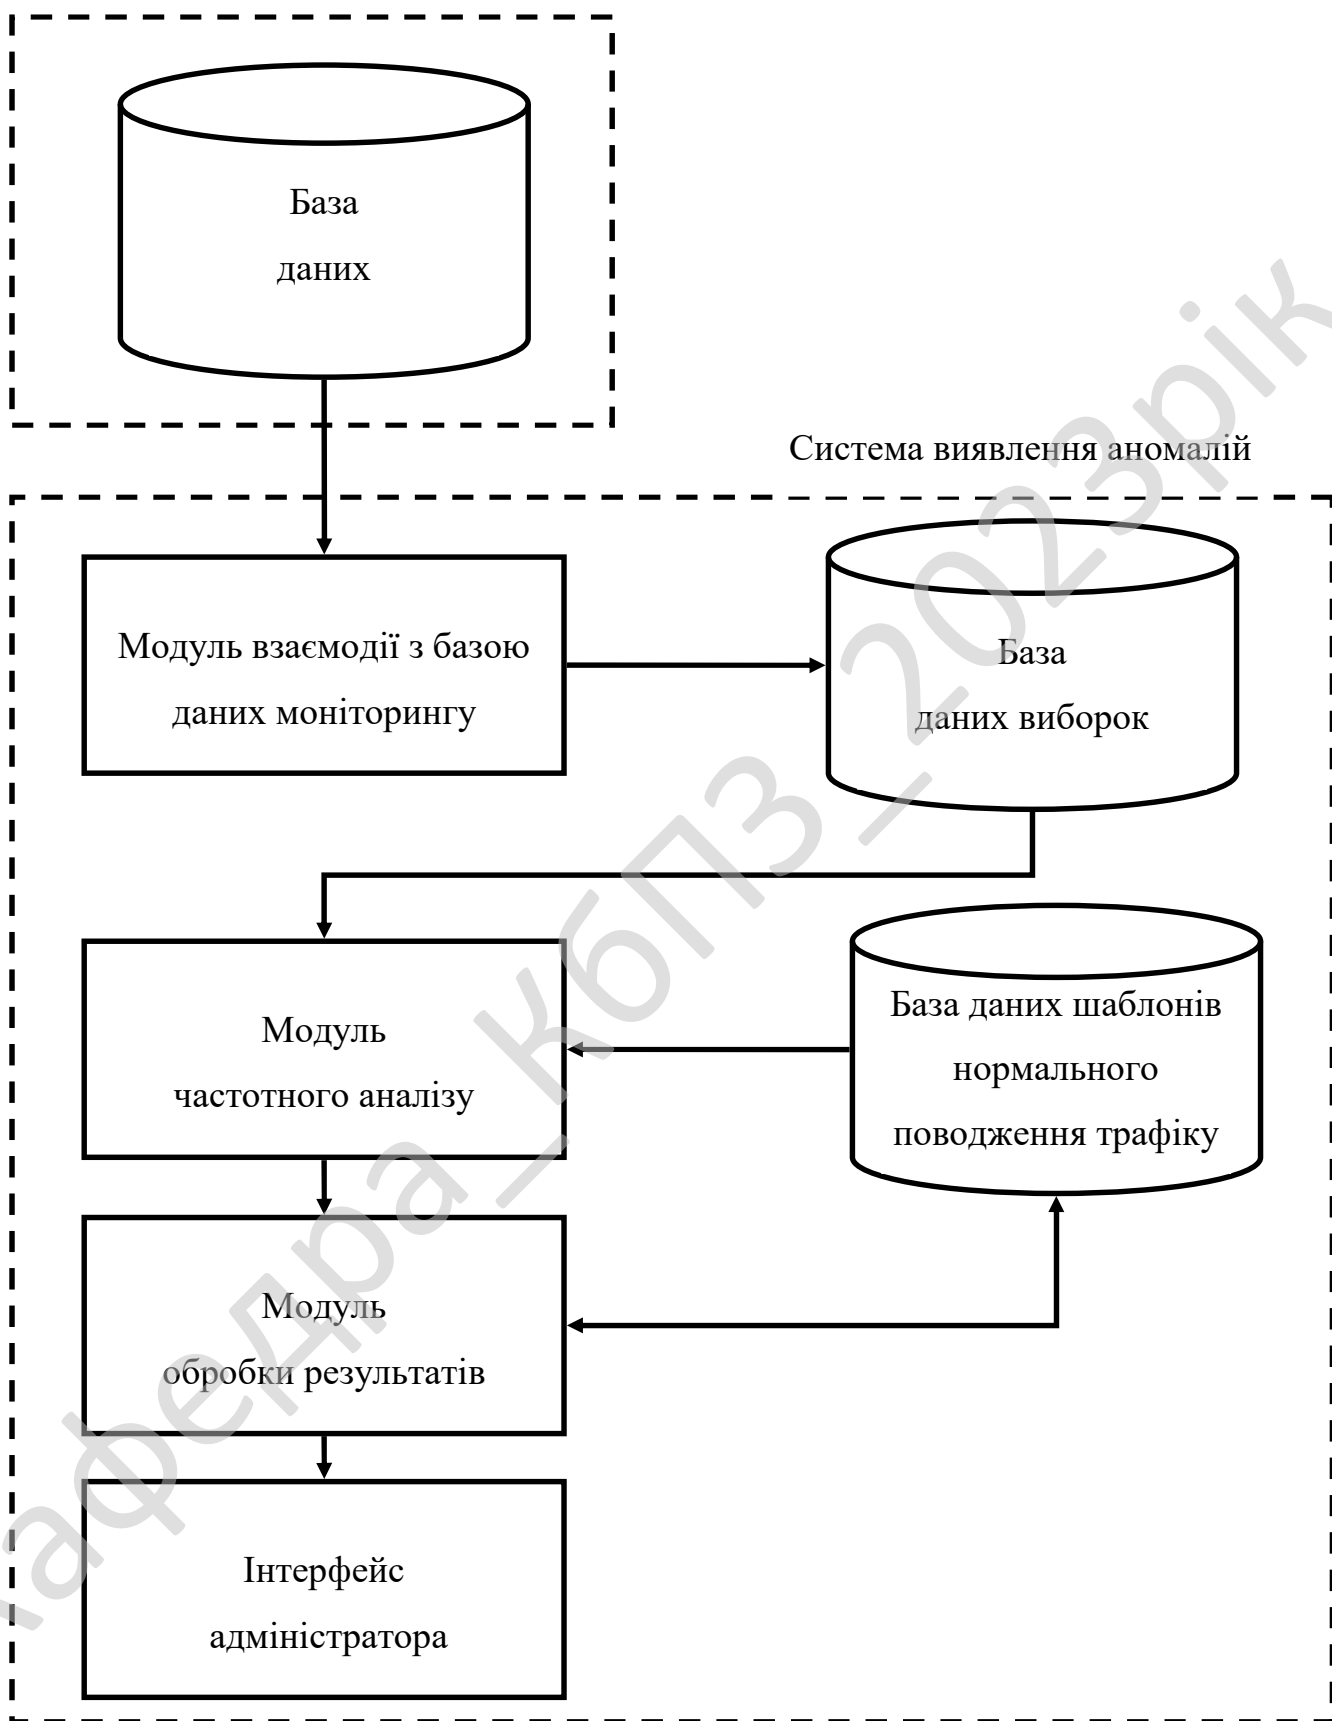 База
даних
Система виявлення аномалій
Модуль взаємодії з базою
даних моніторингу
База
даних виборок
Модуль
частотного аналізу
База даних шаблонів
нормального
поводження трафіку
Модуль
обробки результатів
Інтерфейс
адміністратора
Кафедра_КбПЗ_2023рік